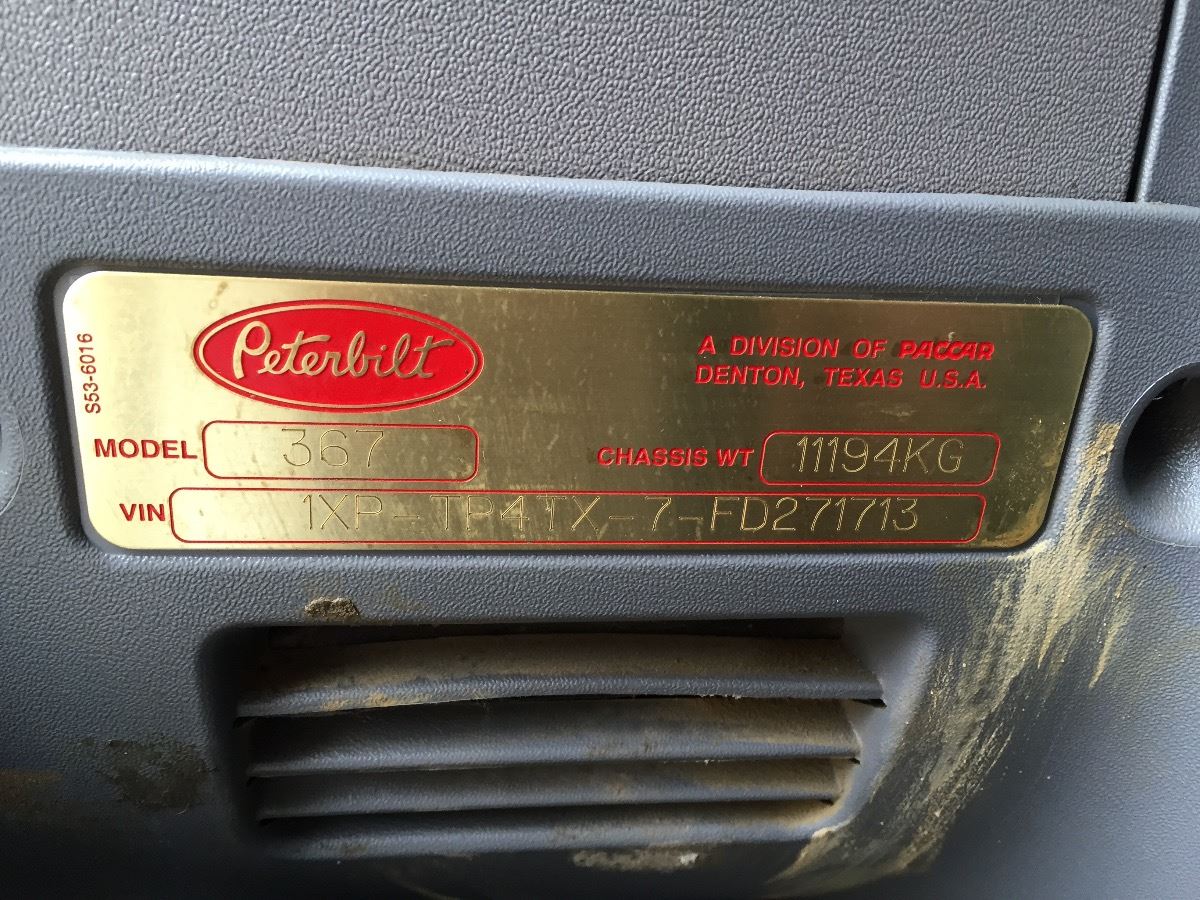 S53-6016
Peterbilt
A DIVISION OF PACCAR
DENTON, TEXAS U.S.A.
MODEL 367 CHASSIS WT 11194KG
VIN 1XP-TP4TX-7-FD271713